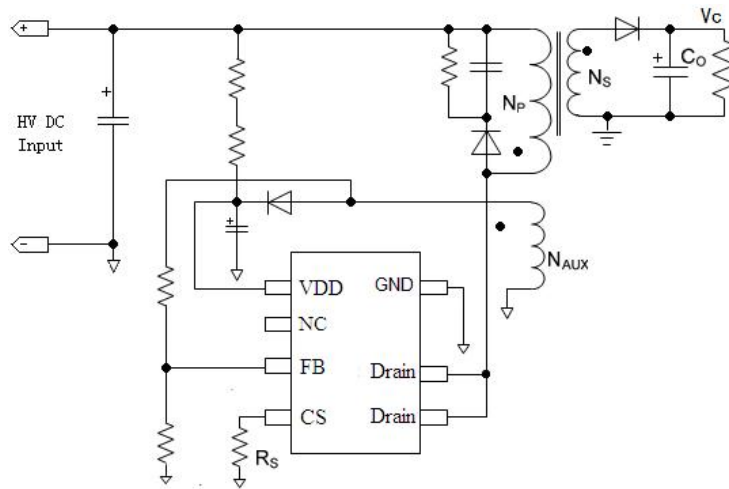 +
Vc
+
+
Co
HV DC
Input
NP
NS
-
+
NAUX
VDD
GND
NC
FB
Drain
CS
Drain
RS